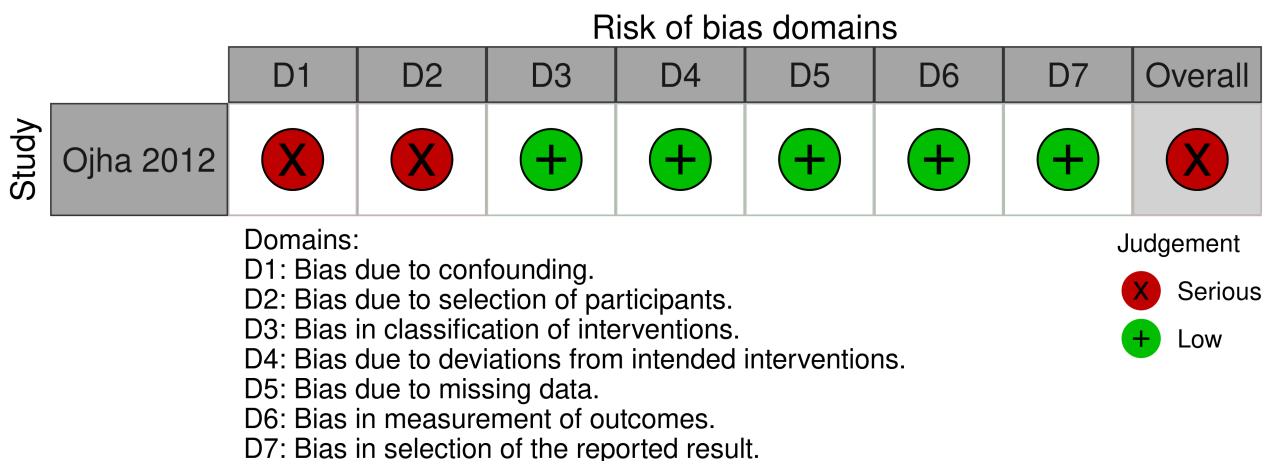 Risk of bias domains
D1 D2 D3 D4 D5 D6 D7 Overall
Study
Ojha 2012 X X + + + + + X
Domains:
D1: Bias due to confounding.
D2: Bias due to selection of participants.
D3: Bias in classification of interventions.
D4: Bias due to deviations from intended interventions.
D5: Bias due to missing data.
D6: Bias in measurement of outcomes.
D7: Bias in selection of the reported result.
Judgement
X Serious
+ Low